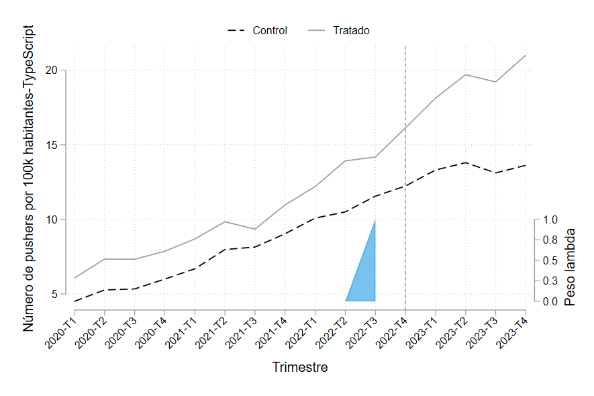 Control Tratado
Número de pushers por 100k habitantes-TypeScript
20
15
10
5
1.0
0.8
0.5
0.3
0.0
Peso lambda
2020-T1 2020-T2 2020-T3 2020-T4 2021-T1 2021-T2 2021-T3 2021-T4 2022-T1 2022-T2 2022-T3 2022-T4 2023-T1 2023-T2 2023-T3 2023-T4
Trimestre